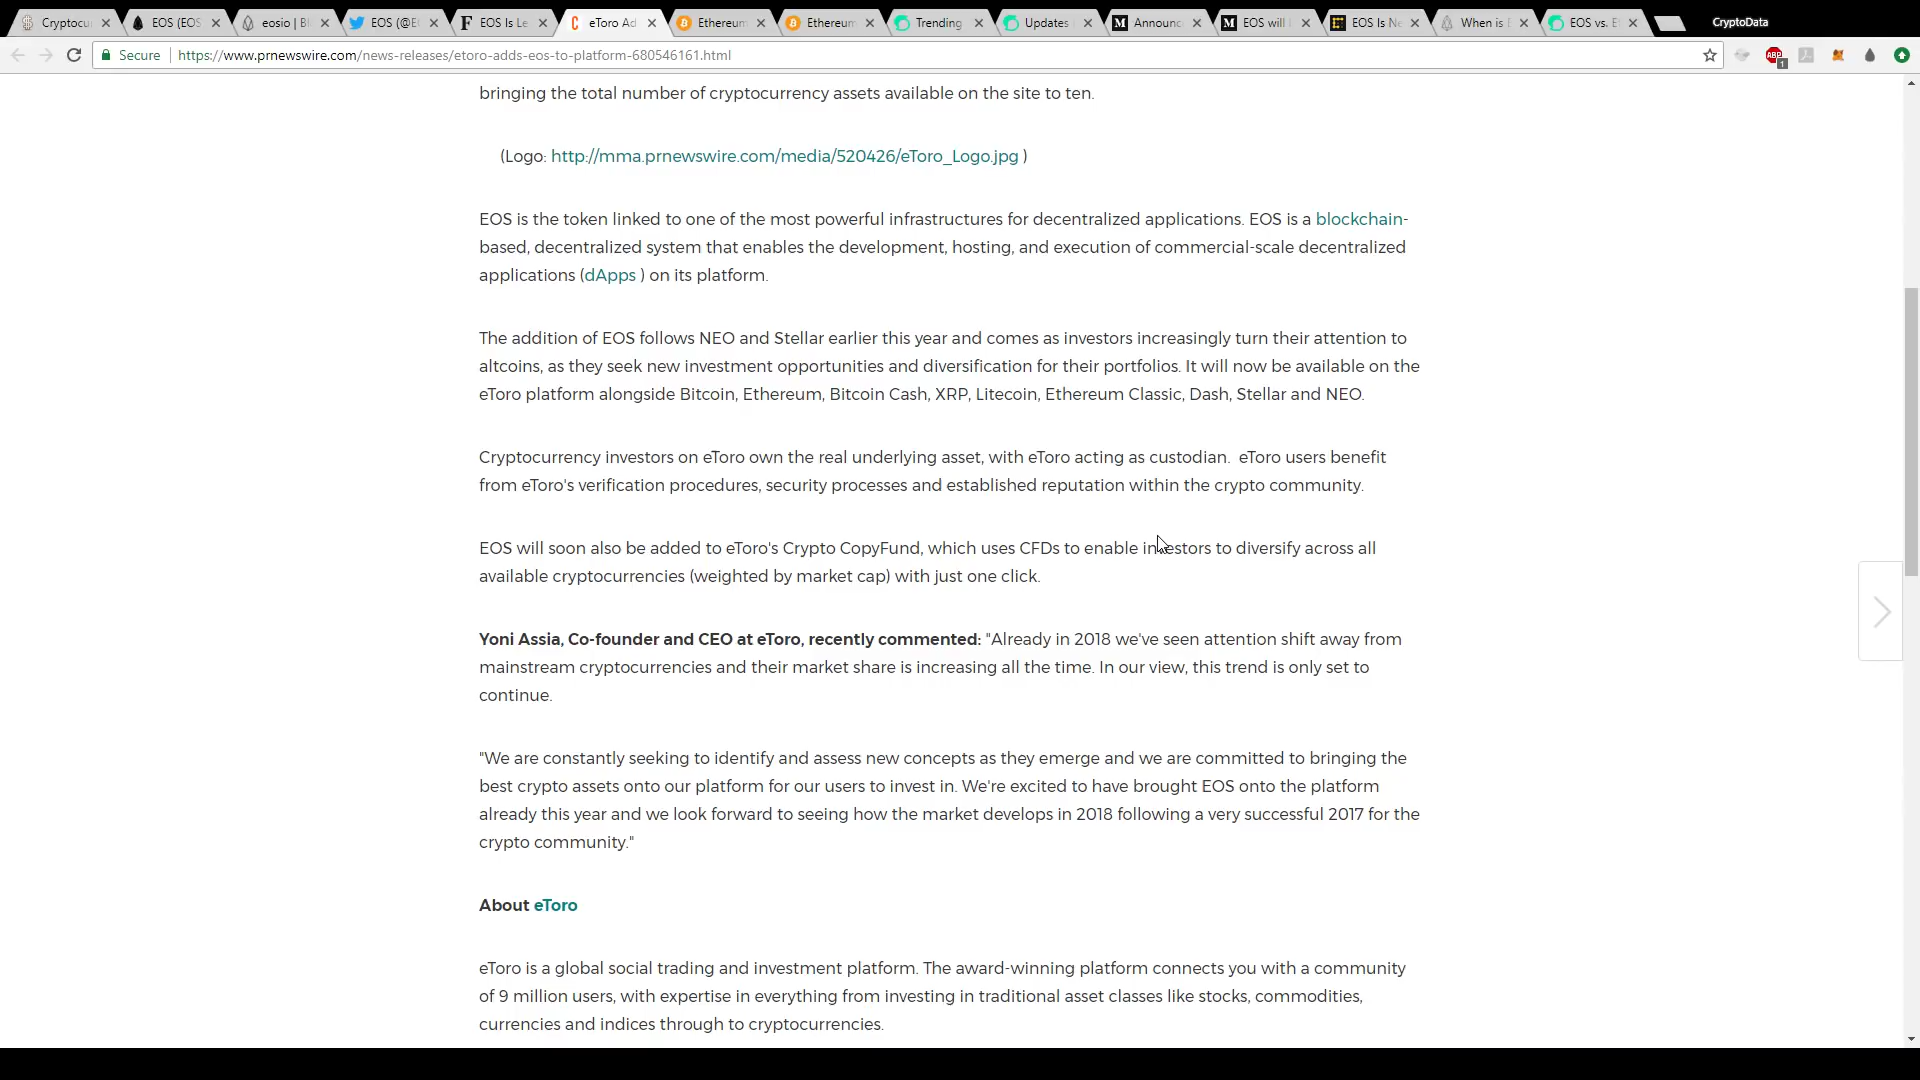 Cryptocur
EOS (EOS
eosio | Bl
EOS (@E
EOS Is Le
eToro Ad
Ethereum
Ethereum
Trending
Updates
Announc
EOS will
EOS Is Ne
When is
EOS vs. E
CryptoData
Secure
https://www.prnewswire.com/news-releases/etoro-adds-eos-to-platform-680546161.html
ABP
1
bringing the total number of cryptocurrency assets available on the site to ten.
(Logo: http://mma.prnewswire.com/media/520426/eToro_Logo.jpg )
EOS is the token linked to one of the most powerful infrastructures for decentralized applications. EOS is a blockchain-
based, decentralized system that enables the development, hosting, and execution of commercial-scale decentralized
applications (dApps ) on its platform.
The addition of EOS follows NEO and Stellar earlier this year and comes as investors increasingly turn their attention to
altcoins, as they seek new investment opportunities and diversification for their portfolios. It will now be available on the
eToro platform alongside Bitcoin, Ethereum, Bitcoin Cash, XRP, Litecoin, Ethereum Classic, Dash, Stellar and NEO.
Cryptocurrency investors on eToro own the real underlying asset, with eToro acting as custodian.  eToro users benefit
from eToro's verification procedures, security processes and established reputation within the crypto community.
EOS will soon also be added to eToro's Crypto CopyFund, which uses CFDs to enable investors to diversify across all
available cryptocurrencies (weighted by market cap) with just one click.
Yoni Assia, Co-founder and CEO at eToro, recently commented: "Already in 2018 we've seen attention shift away from
mainstream cryptocurrencies and their market share is increasing all the time. In our view, this trend is only set to
continue.
"We are constantly seeking to identify and assess new concepts as they emerge and we are committed to bringing the
best crypto assets onto our platform for our users to invest in. We're excited to have brought EOS onto the platform
already this year and we look forward to seeing how the market develops in 2018 following a very successful 2017 for the
crypto community."
About eToro
eToro is a global social trading and investment platform. The award-winning platform connects you with a community
of 9 million users, with expertise in everything from investing in traditional asset classes like stocks, commodities,
currencies and indices through to cryptocurrencies.